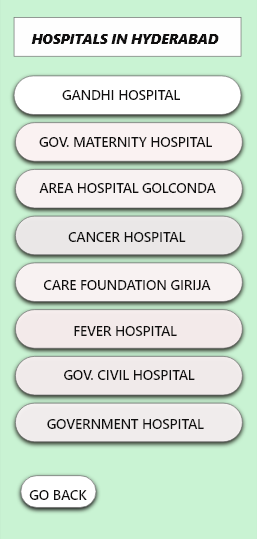 HOSPITALS IN HYDERABAD
GANDHI HOSPITAL
GOV. MATERNITY HOSPITAL
AREA HOSPITAL GOLCONDA
CANCER HOSPITAL
CARE FOUNDATION GIRIJA
FEVER HOSPITAL
GOV. CIVIL HOSPITAL
GOVERNMENT HOSPITAL
GO BACK